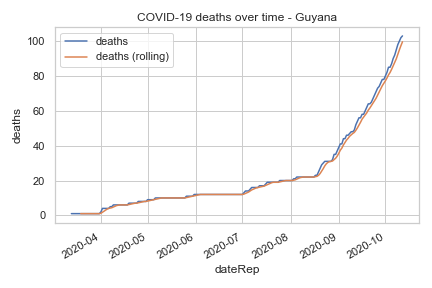 COVID-19 deaths over time - Guyana
deaths
deaths (rolling)
100
80
60
40
20
0
deaths
2020-04
2020-05
2020-06
2020-07
2020-08
2020-09
2020-10
dateRep